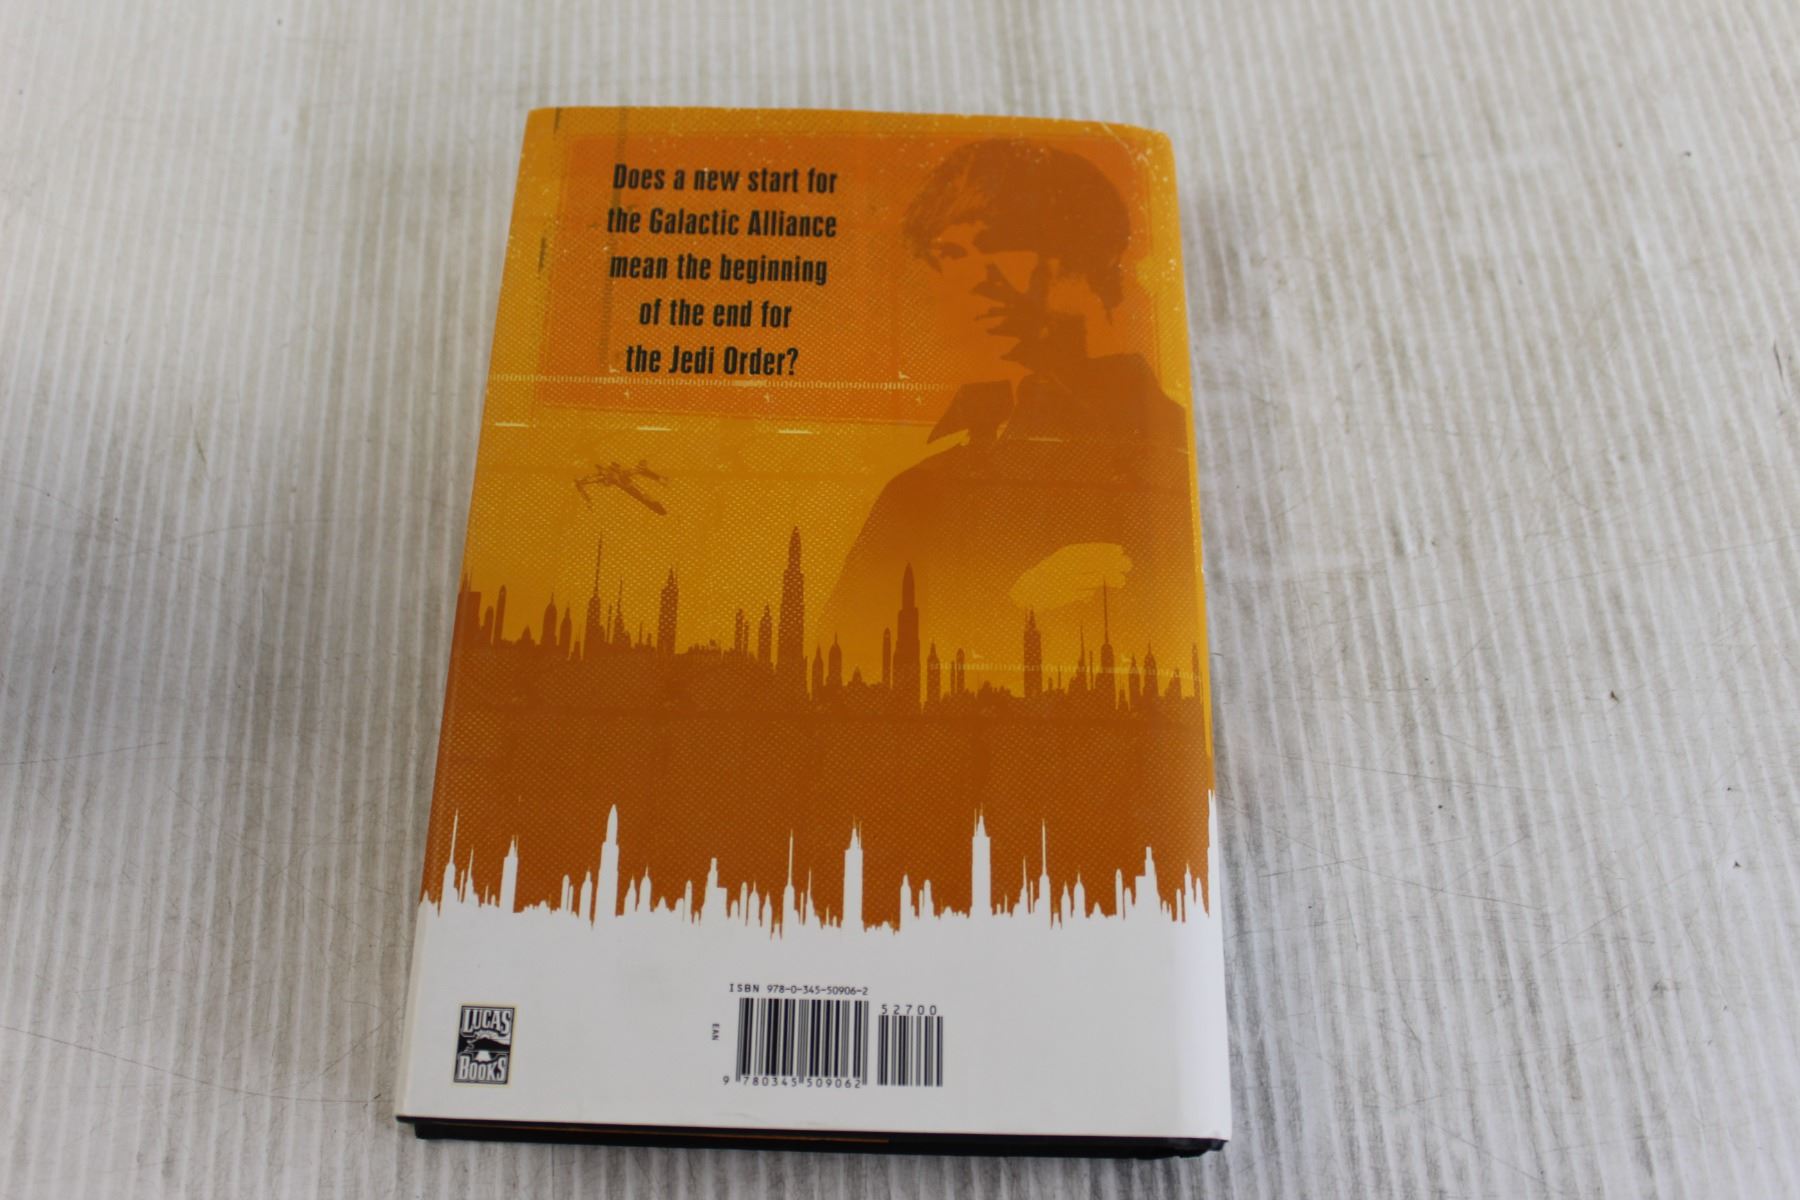 Does a new start for
the Galactic Alliance
mean the beginning
of the end for
the Jedi Order?
ISBN 978-0-345-50906-2
52700
EAN
9 780345 509062
LUCAS
BOOKS